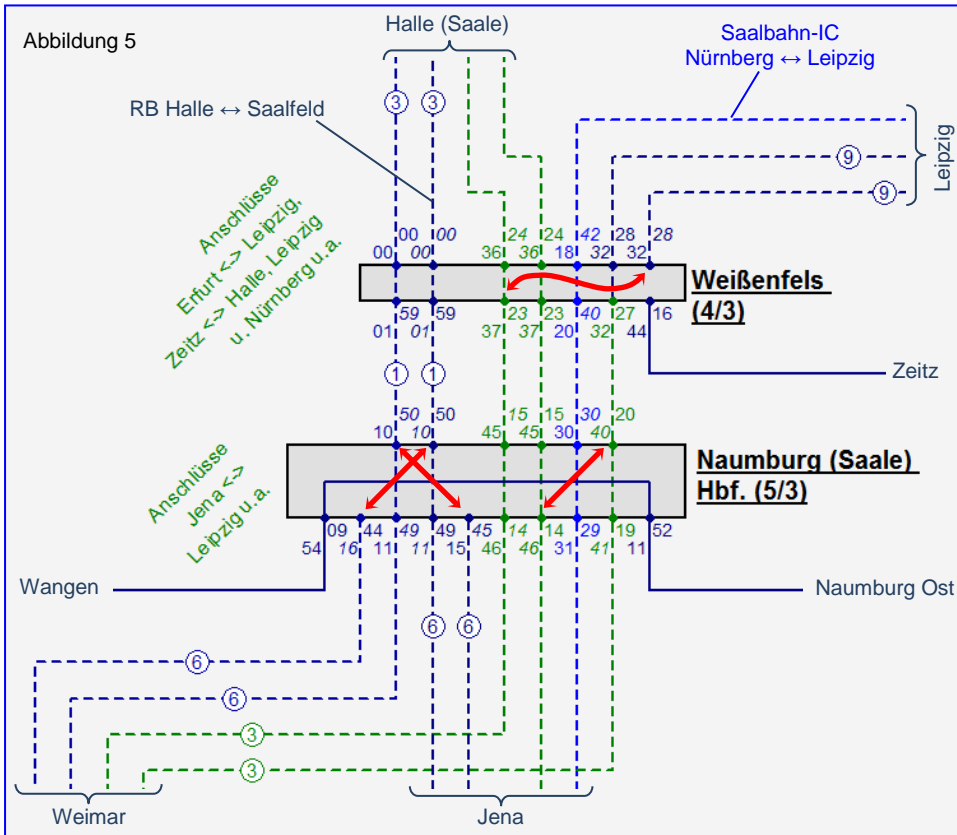 Abbildung 5
Halle (Saale)
Saalbahn-IC
Nürnberg ↔ Leipzig
RB Halle ↔ Saalfeld
3 3
9
9
Leipzig
Anschlüsse
Erfurt <-> Leipzig,
Zeitz <-> Halle, Leipzig
u. Nürnberg u.a.
00 00 24 24 42 28 28
00 00 36 36 18 32 32
Weißenfels
(4/3)
59 59 23 23 40 27 16
01 01 37 37 20 32 44
Zeitz
1 1
50 50 15 15 30 20
10 10 45 45 30 40
Anschlüsse
Jena <->
Leipzig u.a.
Naumburg (Saale)
Hbf. (5/3)
09 44 49 49 45 14 14 29 19 52
54 16 11 11 15 46 46 31 41 11
Wangen
Naumburg Ost
6 6
6
6
3
3
Weimar
Jena